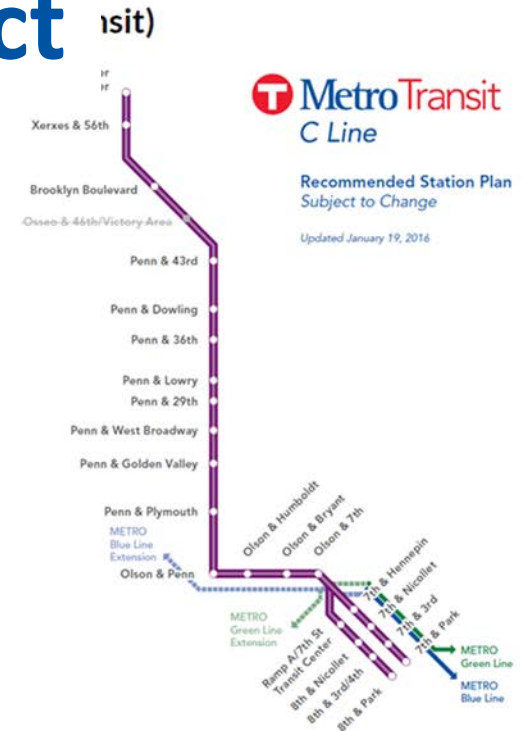 ct
nsit)
Metro Transit
C Line
Recommended Station Plan
Subject to Change
Updated January 19, 2016
er
er
Xerxes & 56th
Brooklyn Boulevard
Osseo & 46th/Victory Area
Penn & 43rd
Penn & Dowling
Penn & 36th
Penn & Lowry
Penn & 29th
Penn & West Broadway
Penn & Golden Valley
Penn & Plymouth
METRO
Blue Line
Extension
Olson & Penn
Olson & Humboldt
Olson & Bryant
Olson & 7th
7th & Hennepin
7th & Nicollet
7th & 3rd
7th & Park
METRO
Green Line
Extension
Ramp A/7th St
Transit Center
8th & Nicollet
8th & 3rd/4th
8th & Park
METRO
Green Line
METRO
Blue Line